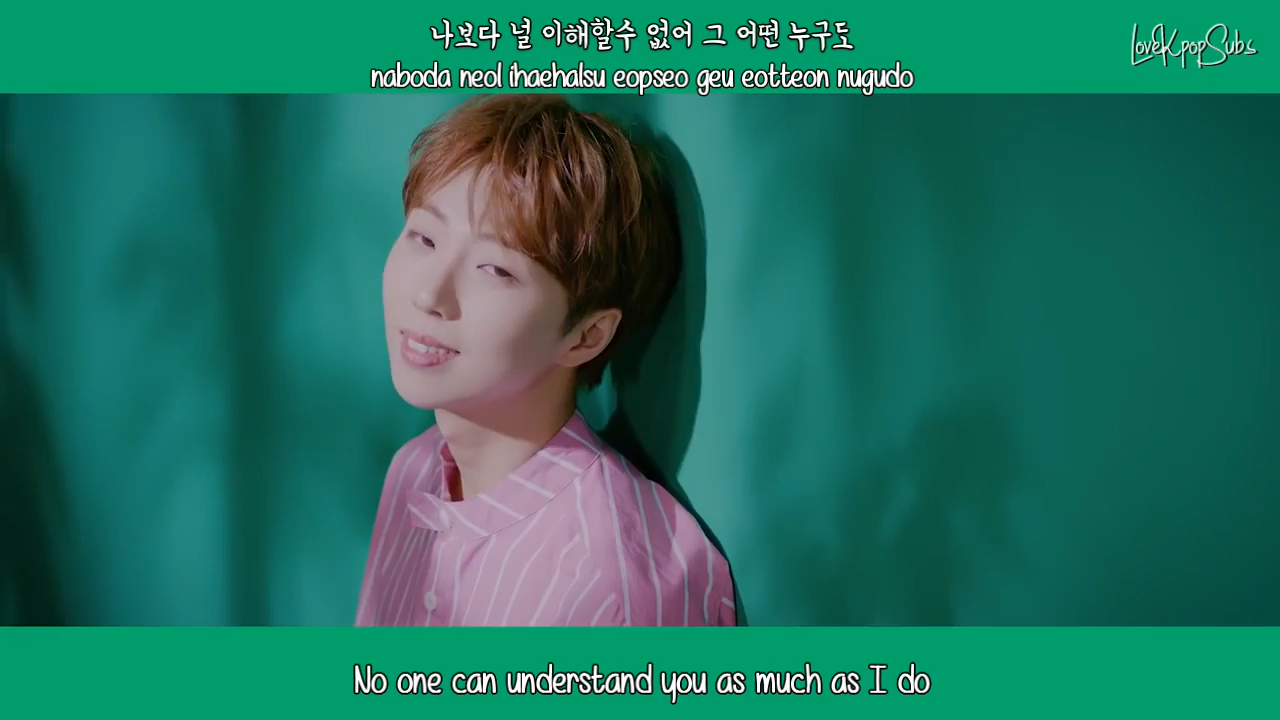 나보다 널 이해할수 없어 그 어떤 누구도
naboda neol ihaehalsu eopseo geu eotteon nugudo
LoveKpopSubs
No one can understand you as much as I do